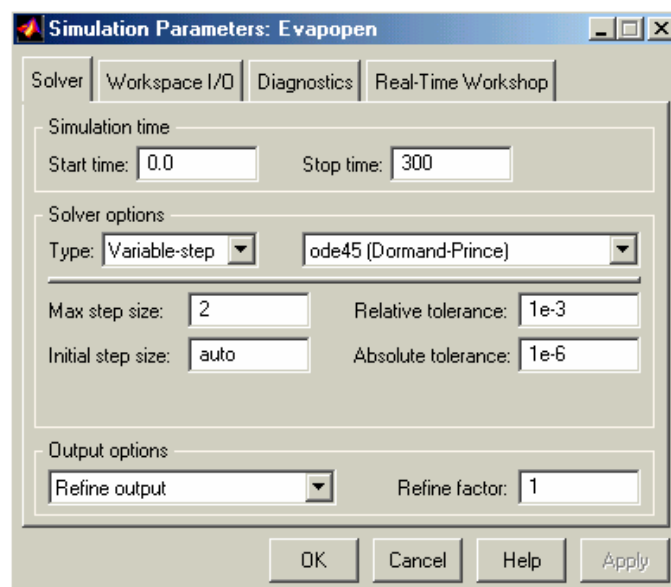 Simulation Parameters: Evapopen
Solver Workspace I/O Diagnostics Real-Time Workshop
Simulation time
Start time: 0.0 Stop time: 300
Solver options
Type: Variable-step ode45 (Dormand-Prince)
Max step size: 2 Relative tolerance: 1e-3
Initial step size: auto Absolute tolerance: 1e-6
Output options
Refine output Refine factor: 1
OK Cancel Help Apply